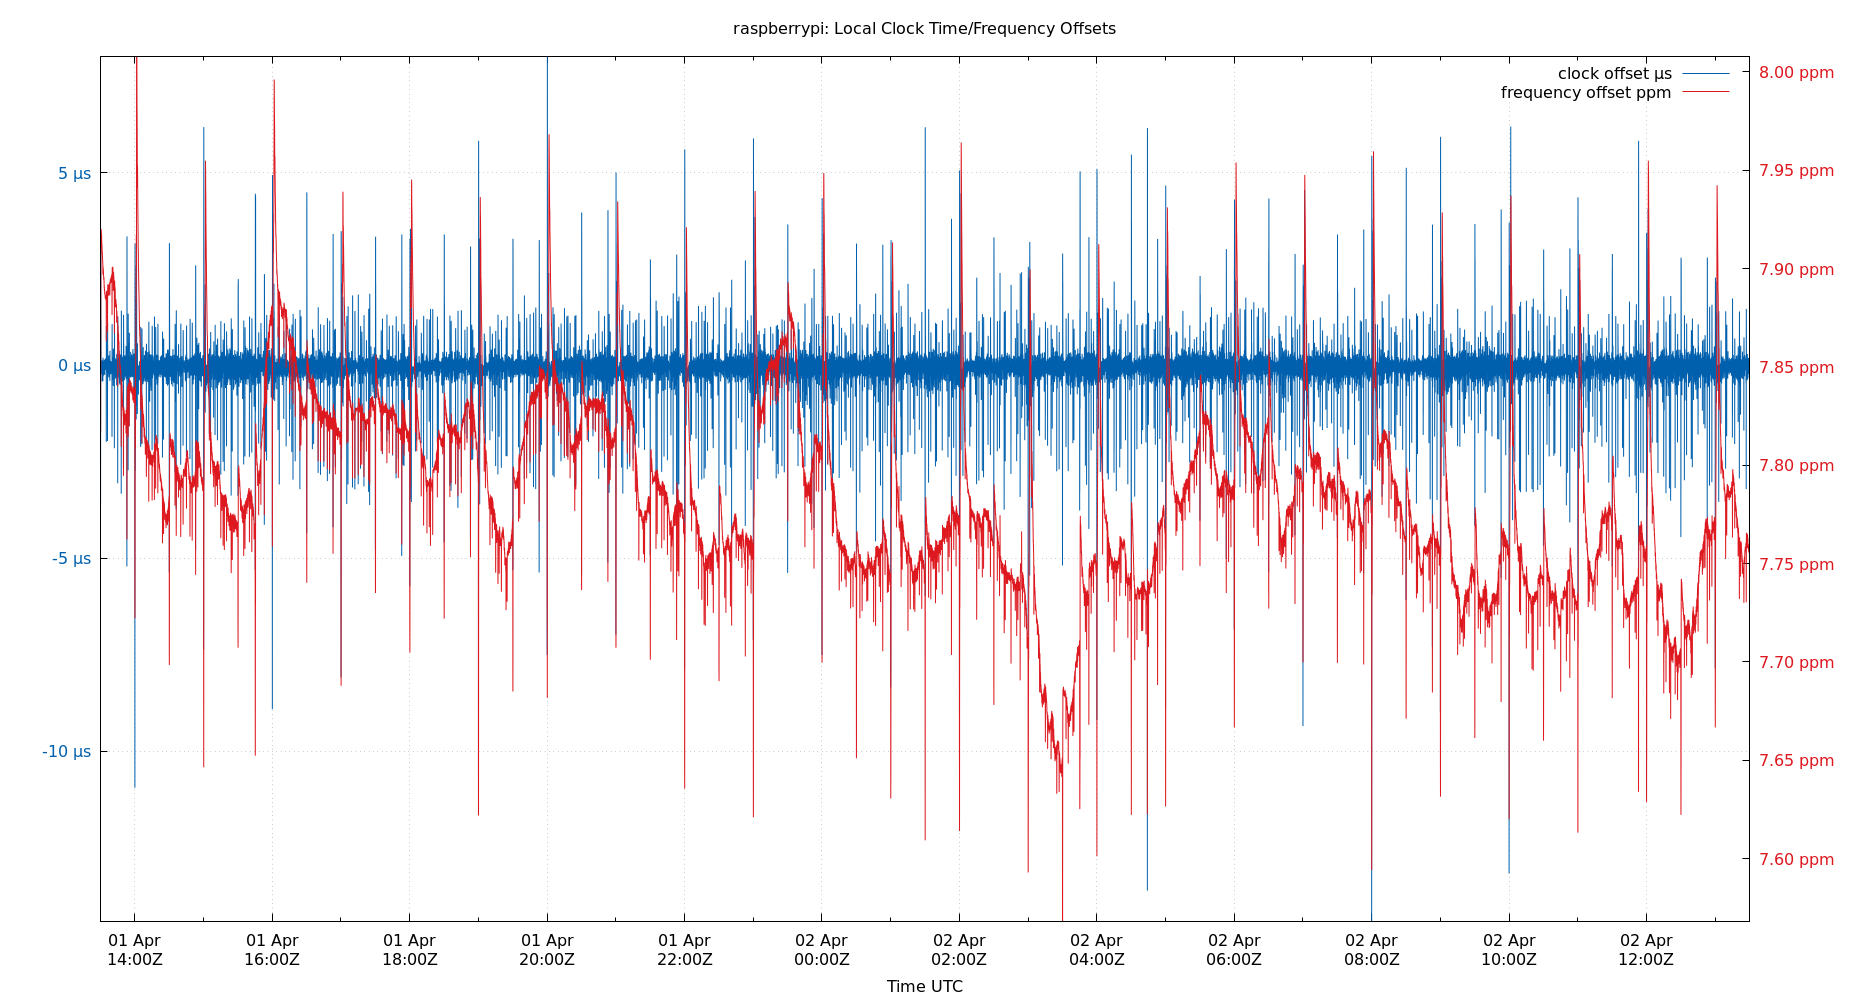 raspberrypi: Local Clock Time/Frequency Offsets
clock offset µs
frequency offset ppm
5 µs
0 µs
-5 µs
-10 µs
8.00 ppm
7.95 ppm
7.90 ppm
7.85 ppm
7.80 ppm
7.75 ppm
7.70 ppm
7.65 ppm
7.60 ppm
01 Apr 01 Apr 01 Apr 01 Apr 01 Apr 02 Apr 02 Apr 02 Apr 02 Apr 02 Apr 02 Apr 02 Apr
14:00Z 16:00Z 18:00Z 20:00Z 22:00Z 00:00Z 02:00Z 04:00Z 06:00Z 08:00Z 10:00Z 12:00Z
Time UTC